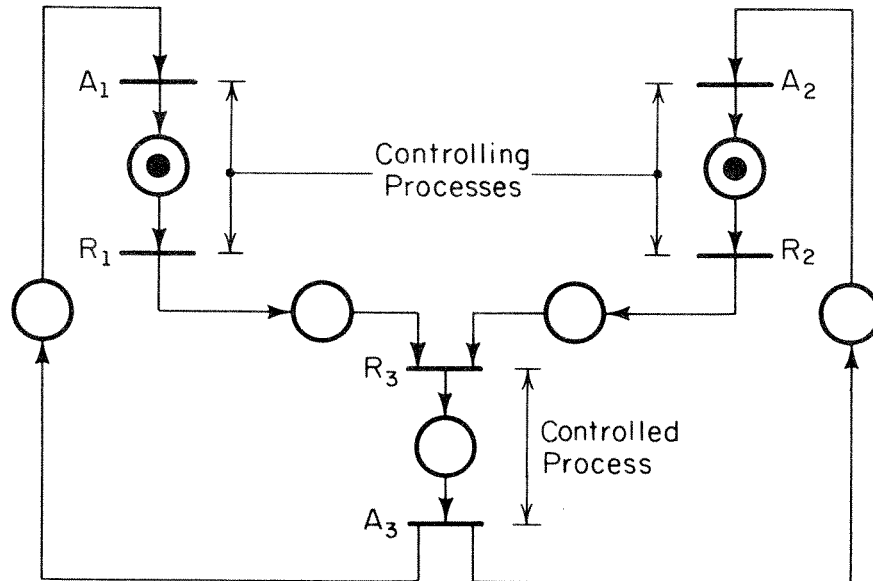 A₁
A₂
Controlling
Processes
R₁
R₂
R₃
Controlled
Process
A₃